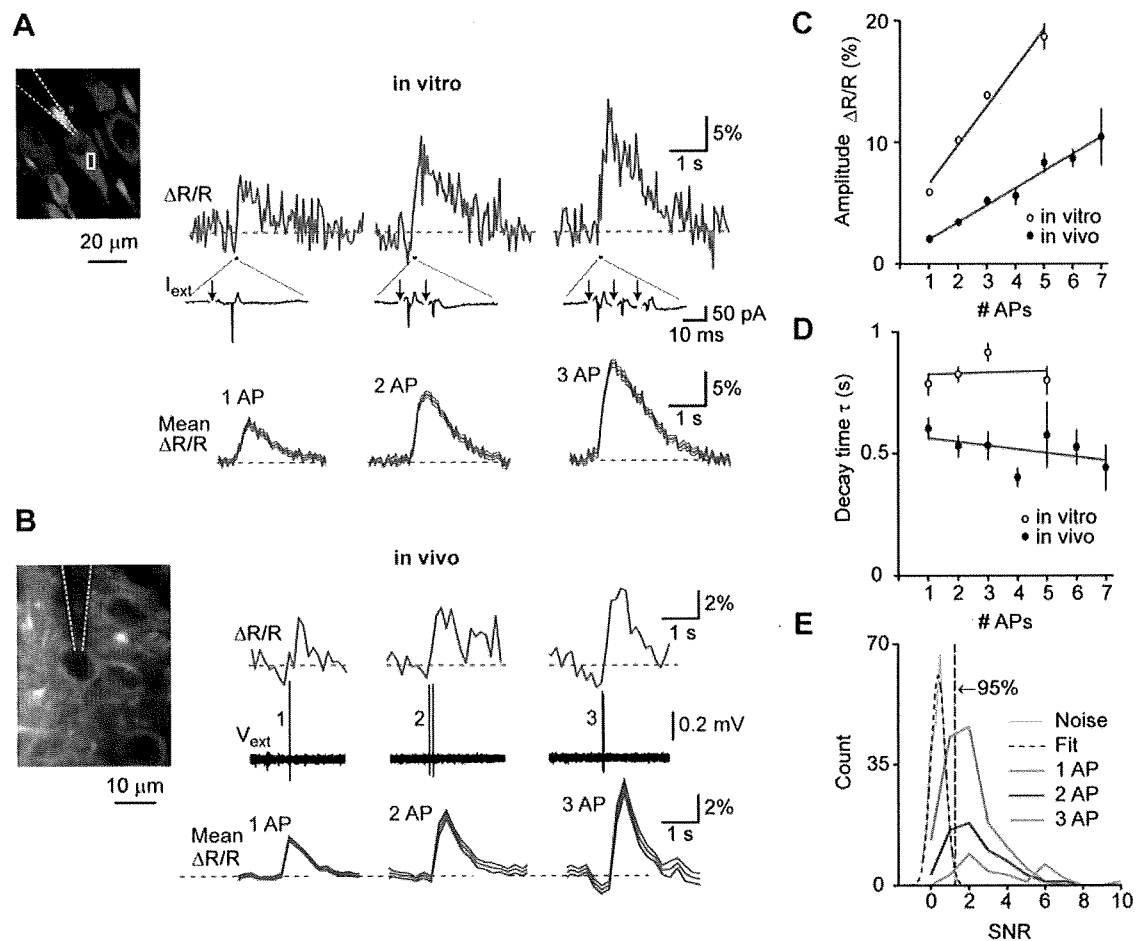 A
in vitro
20 µm
ΔR/R
5%
1 s
I ext
50 pA
10 ms
1 AP
2 AP
3 AP
Mean
ΔR/R
5%
1 s
B
in vivo
10 µm
ΔR/R
2%
1 s
1
2
3
V ext
0.2 mV
Mean
ΔR/R
1 AP
2 AP
3 AP
2%
1 s
C
Amplitude ΔR/R (%)
20
10
0
in vitro
in vivo
1 2 3 4 5 6 7
# APs
D
Decay time τ (s)
1
0.5
0
in vitro
in vivo
1 2 3 4 5 6 7
# APs
E
Count
70
35
0
←95%
Noise
Fit
1 AP
2 AP
3 AP
0 2 4 6 8 10
SNR